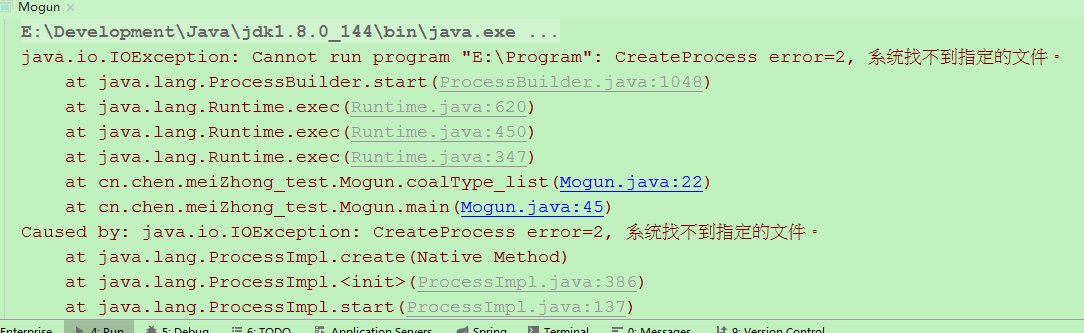 Mogun
E:\Development\Java\jdk1.8.0_144\bin\java.exe ...
java.io.IOException: Cannot run program "E:\Program": CreateProcess error=2, 系统找不到指定的文件。
at java.lang.ProcessBuilder.start(ProcessBuilder.java:1048)
at java.lang.Runtime.exec(Runtime.java:620)
at java.lang.Runtime.exec(Runtime.java:450)
at java.lang.Runtime.exec(Runtime.java:347)
at cn.chen.meiZhong_test.Mogun.coalType_list(Mogun.java:22)
at cn.chen.meiZhong_test.Mogun.main(Mogun.java:45)
Caused by: java.io.IOException: CreateProcess error=2, 系统找不到指定的文件。
at java.lang.ProcessImpl.create(Native Method)
at java.lang.ProcessImpl.<init>(ProcessImpl.java:386)
at java.lang.ProcessImpl.start(ProcessImpl.java:137)
Enterprise 4: Run 5: Debug 6: TODO Application Servers Spring Terminal 0: Messages 9: Version Control